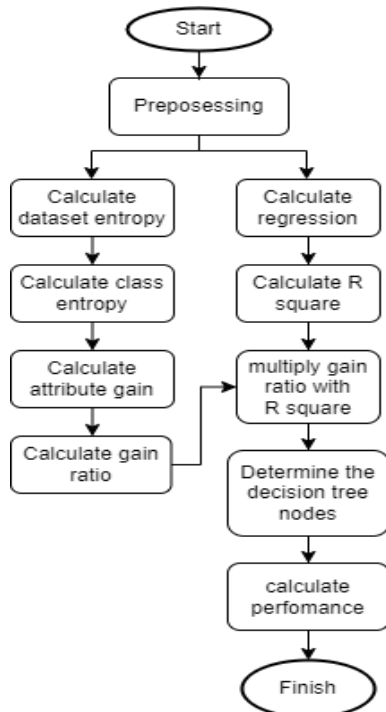 Start
Preposessing
Calculate
dataset entropy
Calculate class
entropy
Calculate
attribute gain
Calculate gain
ratio
Calculate
regression
Calculate R
square
multiply gain
ratio with
R square
Determine the
decision tree
nodes
calculate
perfomance
Finish